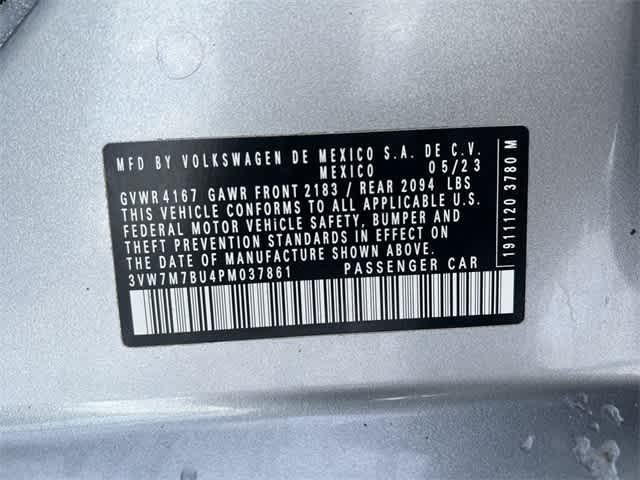 MFD BY VOLKSWAGEN DE MEXICO S.A. DE C.V.
MEXICO 05/23
GVWR 4167 GAWR FRONT 2183 / REAR 2094 LBS
THIS VEHICLE CONFORMS TO ALL APPLICABLE U.S.
FEDERAL MOTOR VEHICLE SAFETY, BUMPER AND
THEFT PREVENTION STANDARDS IN EFFECT ON
THE DATE OF MANUFACTURE SHOWN ABOVE.
3VW7M7BU4PM037861 PASSENGER CAR
1911120 3780 M